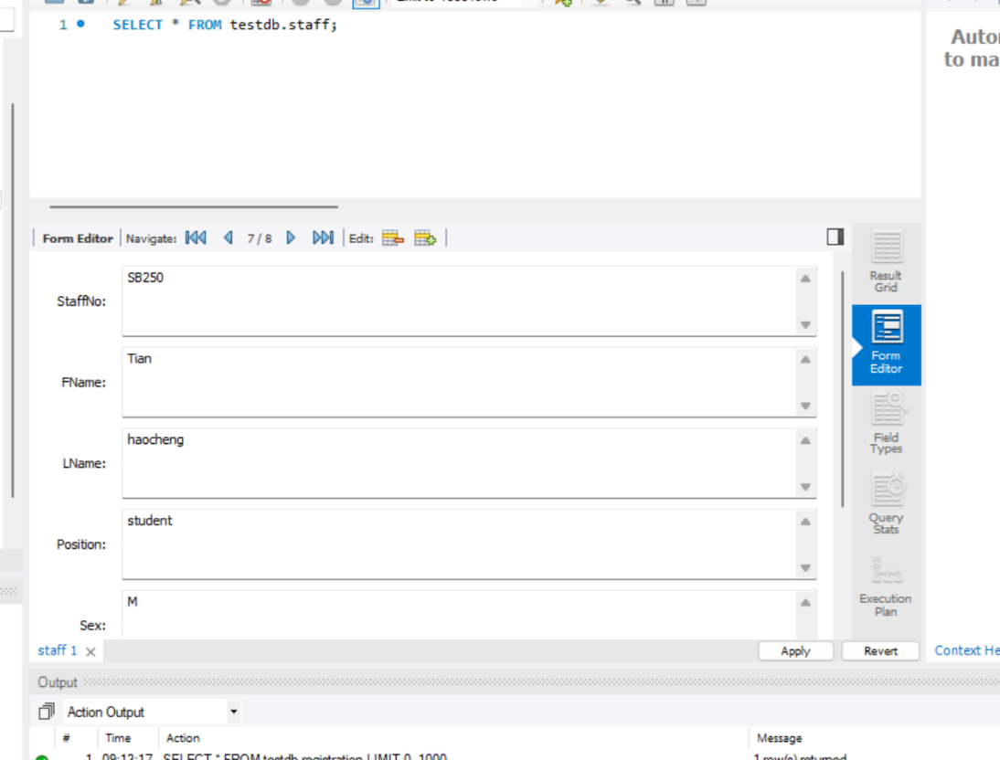 1 SELECT * FROM testdb.staff;
Autor
to ma
Form Editor Navigate: 7/8 Edit:
StaffNo: SB250
FName: Tian
LName: haocheng
Position: student
Sex: M
Result
Grid
Form
Editor
Field
Types
Query
Stats
Execution
Plan
staff 1 Apply Revert Context He
Output
Action Output
# Time Action Message
1 09:13:17 SELECT * FROM testdb.registration LIMIT 0, 1000 1 row(s) returned